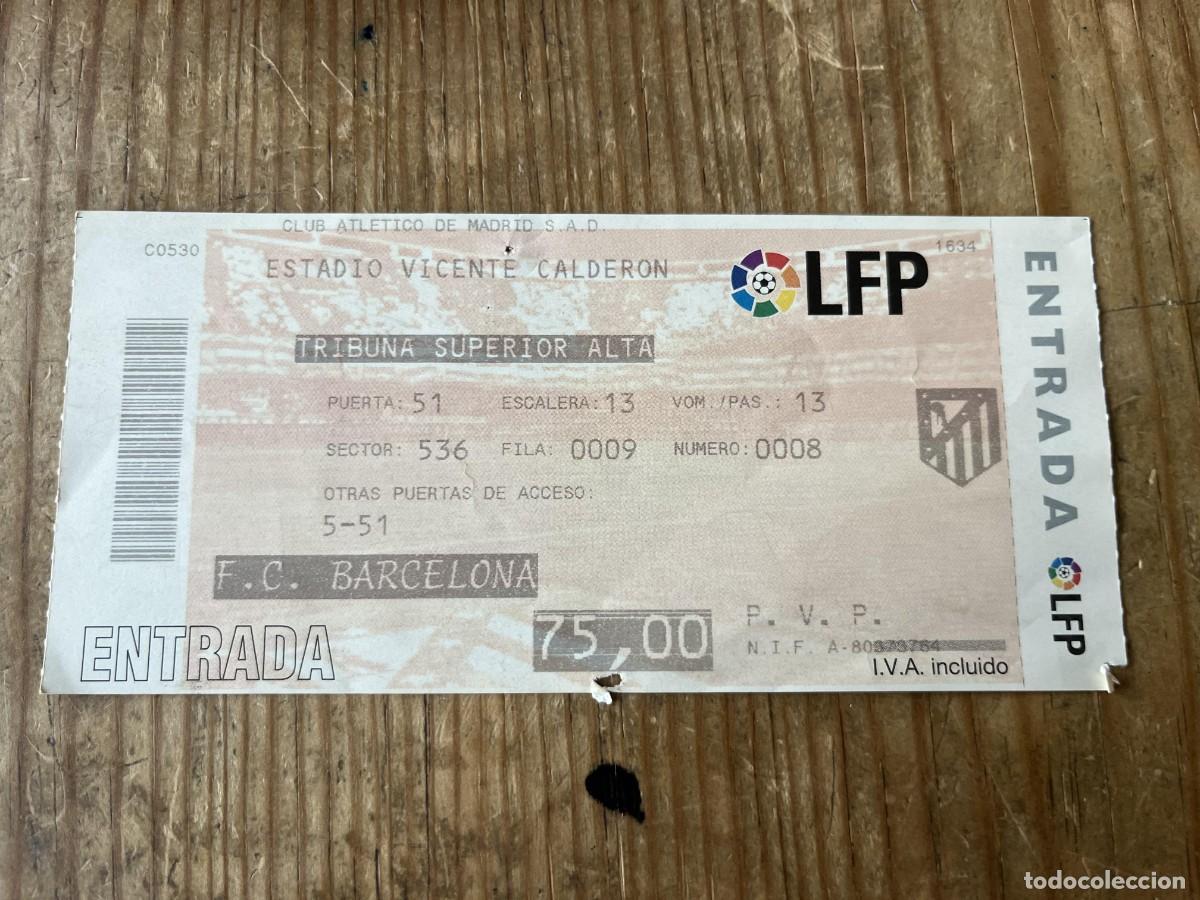 CLUB ATLETICO DE MADRID S.A.D.
C0530
1634
ESTADIO VICENTE CALDERON
LFP
TRIBUNA SUPERIOR ALTA
PUERTA: 51 ESCALERA: 13 VOM./PAS.: 13
SECTOR: 536 FILA: 0009 NUMERO: 0008
OTRAS PUERTAS DE ACCESO:
5-51
F.C. BARCELONA
75,00
P.V.P.
N.I.F. A-80373764
I.V.A. incluido
ENTRADA
ENTRADA
LFP
todocoleccion